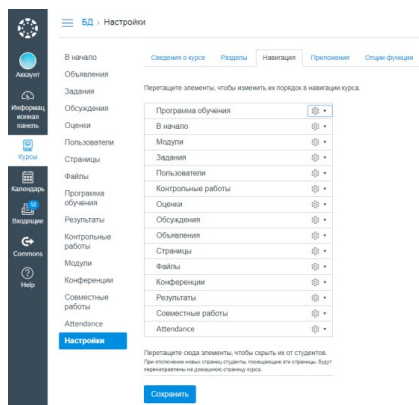 БД › Настройки
Аккаунт
Информац
ионная
панель
Курсы
Календарь
52
Входящие
Commons
Help
В начало
Объявления
Задания
Обсуждения
Оценки
Пользователи
Страницы
Файлы
Программа
обучения
Результаты
Контрольные
работы
Модули
Конференции
Совместные
работы
Attendance
Настройки
Сведения о курсе Разделы Навигация Приложения Опции функции
Перетащите элементы, чтобы изменить их порядок в навигации курса.
Программа обучения
В начало
Модули
Задания
Пользователи
Контрольные работы
Оценки
Обсуждения
Объявления
Страницы
Файлы
Конференции
Результаты
Совместные работы
Attendance
Перетащите сюда элементы, чтобы скрыть их от студентов.
При отключении новых страниц студенты, посещающие эти страницы, будут
перенаправлены на домашнюю страницу курса.
Сохранить